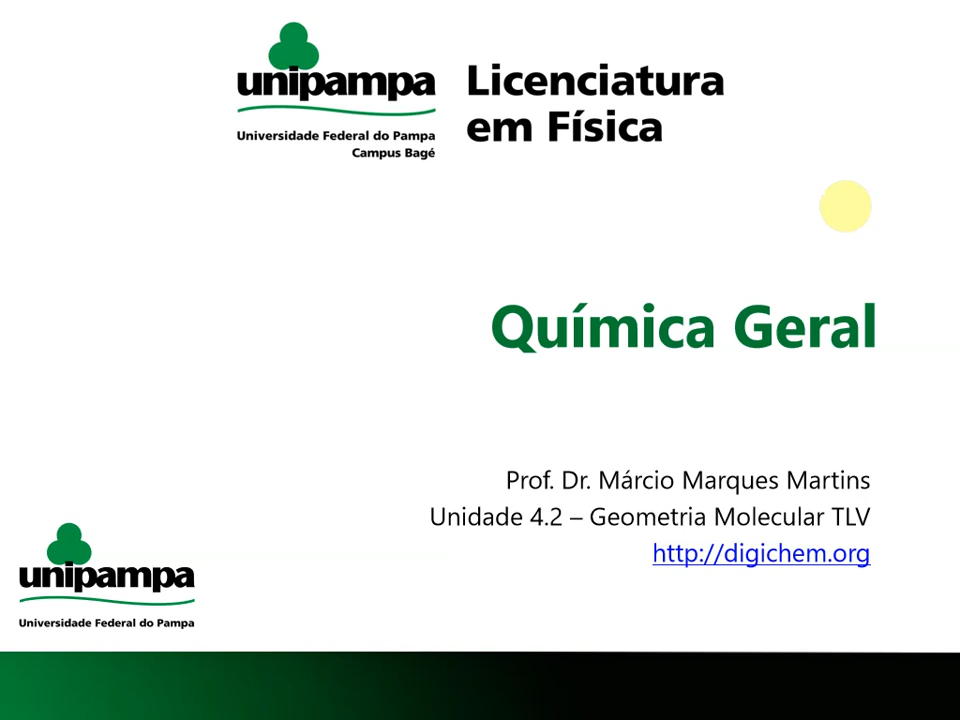 unipampa
Universidade Federal do Pampa
Campus Bagé
Licenciatura
em Física
Química Geral
Prof. Dr. Márcio Marques Martins
Unidade 4.2 – Geometria Molecular TLV
http://digichem.org
unipampa
Universidade Federal do Pampa